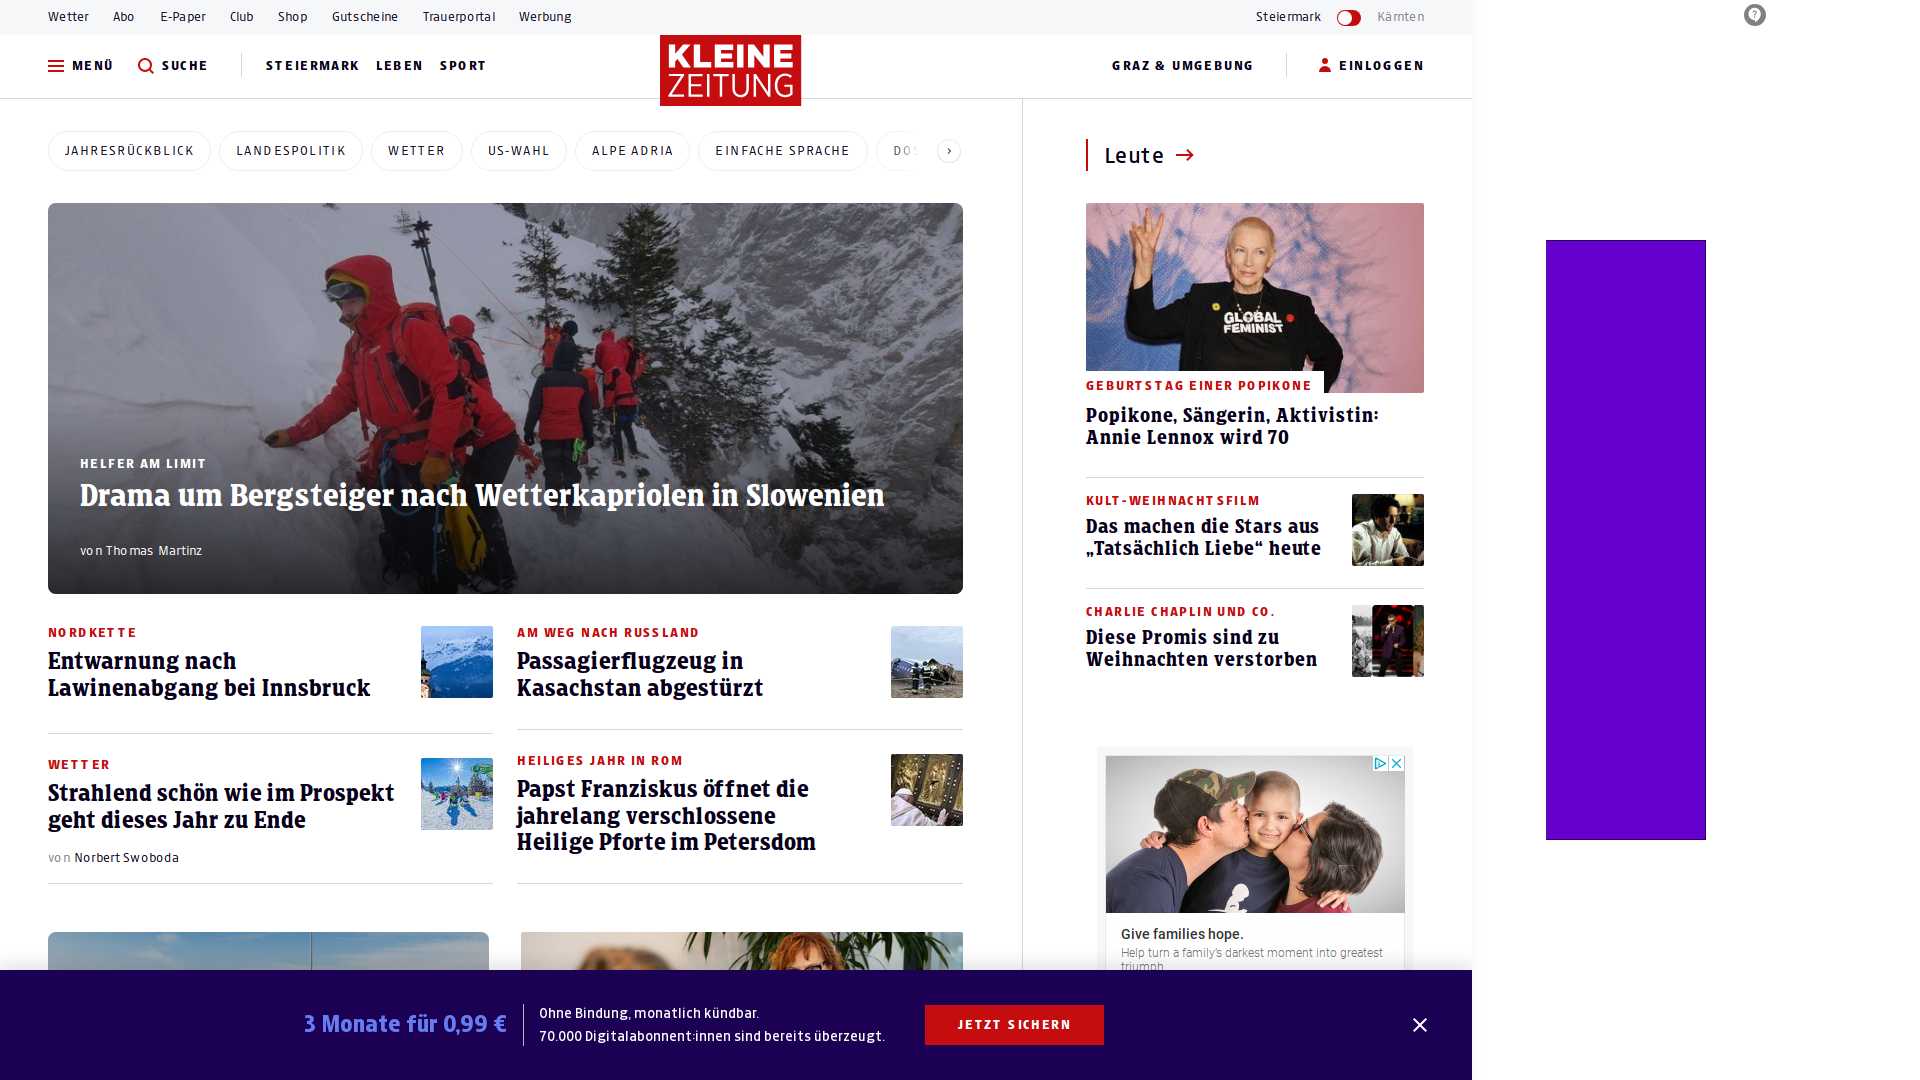 Wetter Abo E-Paper Club Shop Gutscheine Trauerportal Werbung Steiermark Kärnten
MENÜ SUCHE STEIERMARK LEBEN SPORT KLEINE ZEITUNG GRAZ & UMGEBUNG EINLOGGEN
JAHRESRÜCKBLICK LANDESPOLITIK WETTER US-WAHL ALPE ADRIA EINFACHE SPRACHE
HELFER AM LIMIT
Drama um Bergsteiger nach Wetterkapriolen in Slowenien
von Thomas Martinz
NORDKETTE
Entwarnung nach
Lawinenabgang bei Innsbruck
AM WEG NACH RUSSLAND
Passagierflugzeug in
Kasachstan abgestürzt
WETTER
Strahlend schön wie im Prospekt
geht dieses Jahr zu Ende
von Norbert Swoboda
HEILIGES JAHR IN ROM
Papst Franziskus öffnet die
jahrelang verschlossene
Heilige Pforte im Petersdom
Leute
GLOBAL
FEMINIST
GEBURTSTAG EINER POPIKONE
Popikone, Sängerin, Aktivistin:
Annie Lennox wird 70
KULT-WEIHNACHTSFILM
Das machen die Stars aus
„Tatsächlich Liebe“ heute
CHARLIE CHAPLIN UND CO.
Diese Promis sind zu
Weihnachten verstorben
Give families hope.
Help turn a family's darkest moment into greatest
triumph
3 Monate für 0,99 €
Ohne Bindung, monatlich kündbar.
70.000 Digitalabonnent:innen sind bereits überzeugt.
JETZT SICHERN